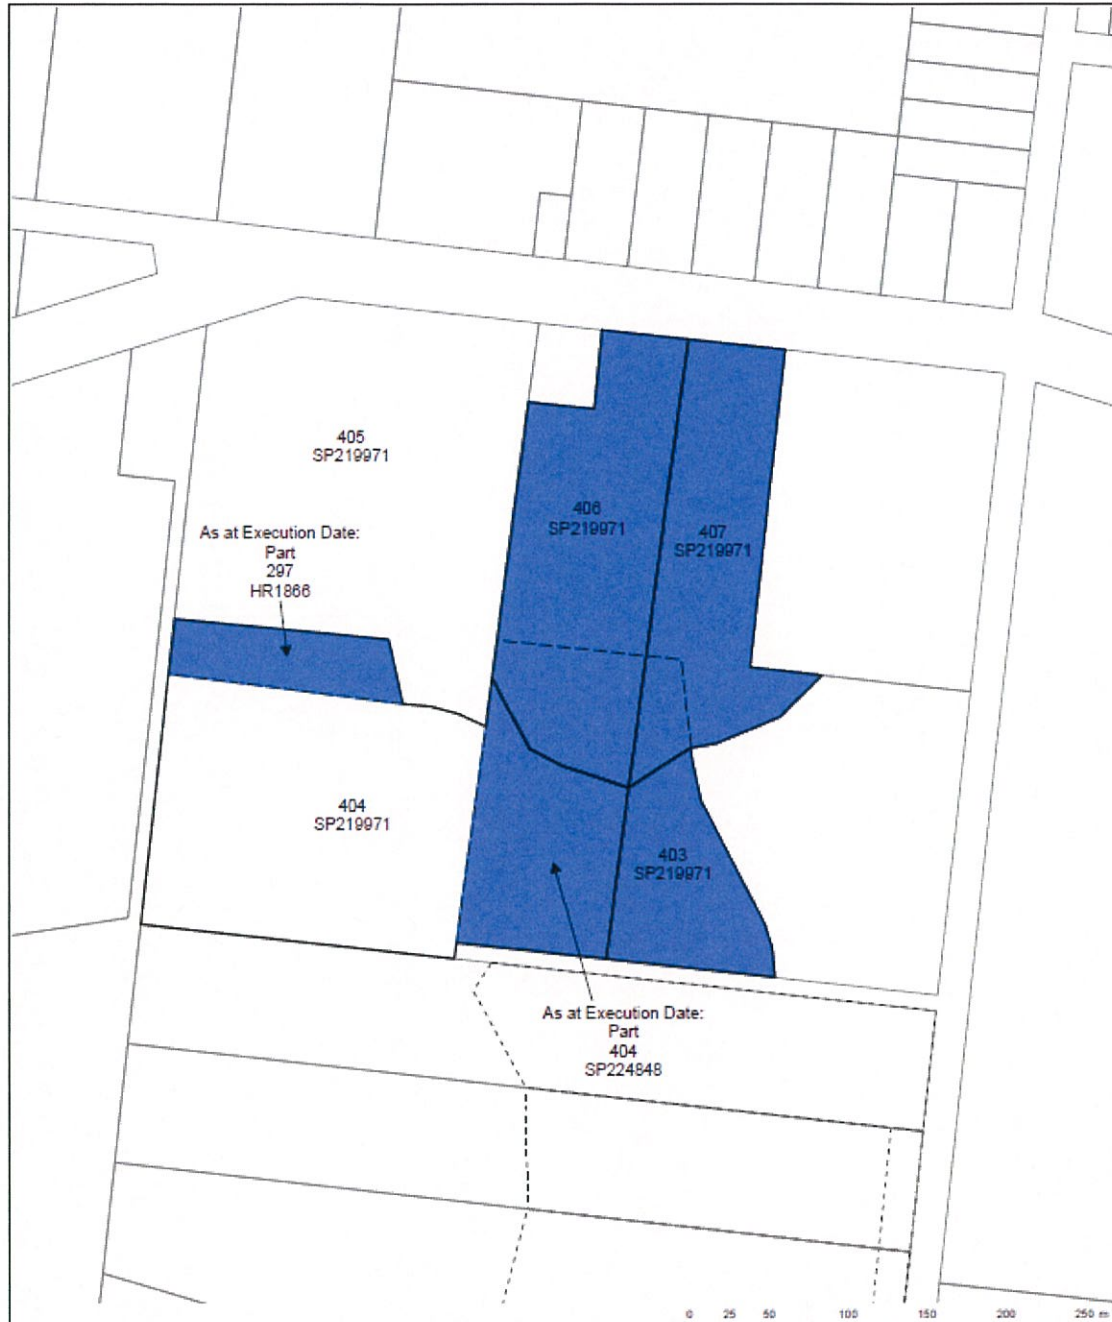 405
SP219971
406
SP219971
407
SP219971
As at Execution Date:
Part
297
HR1866
404
SP219971
403
SP219971
As at Execution Date:
Part
404
SP224848
0 25 50 100 150 200 250 m